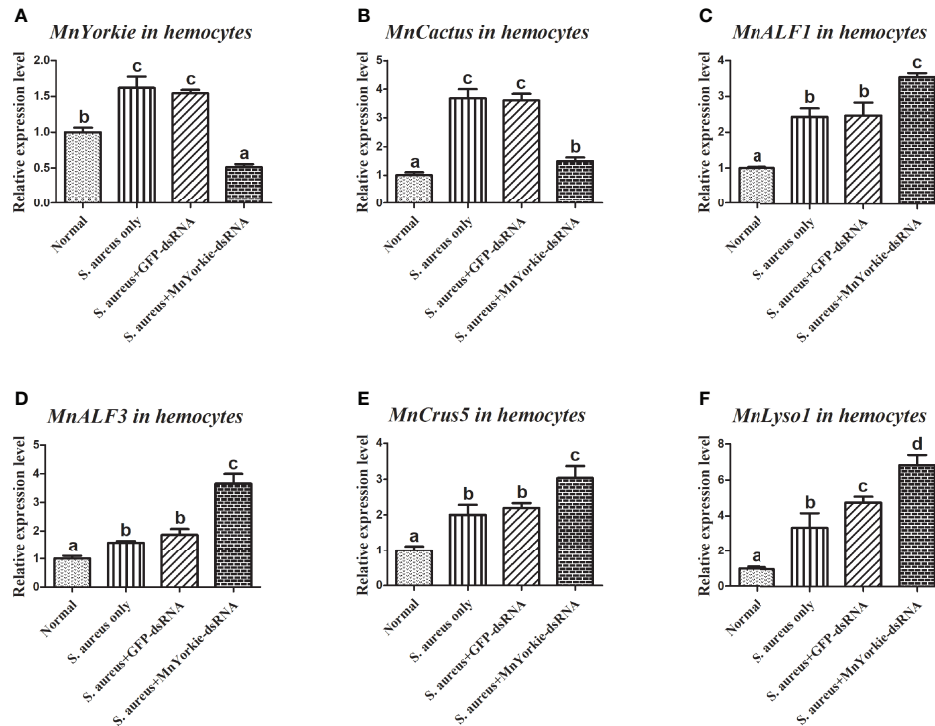 A
MnYorkie in hemocytes
Relative expression level
2.0
1.5
1.0
0.5
0.0
b
c
c
a
Normal
S. aureus only
S. aureus+GFP-dsRNA
S. aureus+MnYorkie-dsRNA
B
MnCactus in hemocytes
Relative expression level
5
4
3
2
1
0
a
c
c
b
Normal
S. aureus only
S. aureus+GFP-dsRNA
S. aureus+MnYorkie-dsRNA
C
MnALF1 in hemocytes
Relative expression level
4
3
2
1
0
a
b
b
c
Normal
S. aureus only
S. aureus+GFP-dsRNA
S. aureus+MnYorkie-dsRNA
D
MnALF3 in hemocytes
Relative expression level
5
4
3
2
1
0
a
b
b
c
Normal
S. aureus only
S. aureus+GFP-dsRNA
S. aureus+MnYorkie-dsRNA
E
MnCrus5 in hemocytes
Relative expression level
4
3
2
1
0
a
b
b
c
Normal
S. aureus only
S. aureus+GFP-dsRNA
S. aureus+MnYorkie-dsRNA
F
MnLyso1 in hemocytes
Relative expression level
8
6
4
2
0
a
b
c
d
Normal
S. aureus only
S. aureus+GFP-dsRNA
S. aureus+MnYorkie-dsRNA